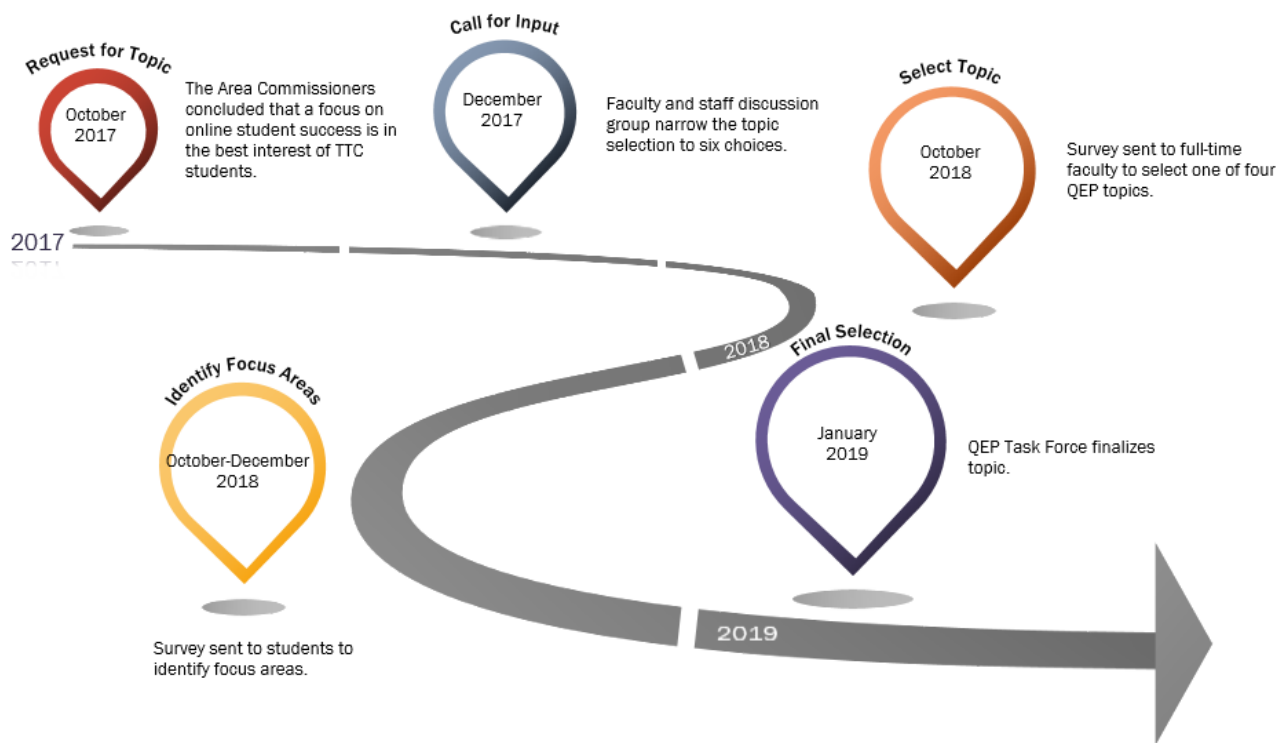 Request for Topic
October
2017
The Area Commissioners
concluded that a focus on
online student success is in
the best interest of TTC
students.
Call for Input
December
2017
Faculty and staff discussion
group narrow the topic
selection to six choices.
Select Topic
October
2018
Survey sent to full-time
faculty to select one of four
QEP topics.
2017
2018
Identify Focus Areas
October-December
2018
Survey sent to students to
identify focus areas.
Final Selection
January
2019
QEP Task Force finalizes
topic.
2019